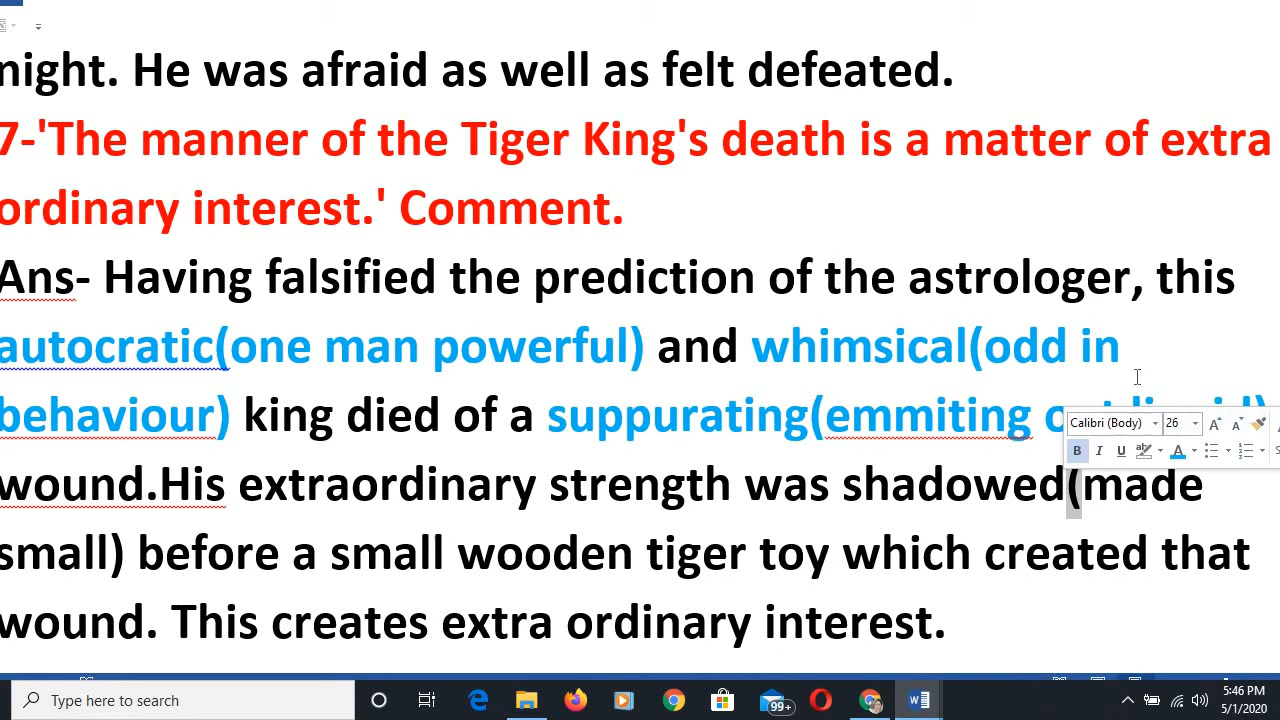 night. He was afraid as well as felt defeated.
7-'The manner of the Tiger King's death is a matter of extra
ordinary interest.' Comment.
Ans- Having falsified the prediction of the astrologer, this
autocratic(one man powerful) and whimsical(odd in
behaviour) king died of a suppurating(emmiting
Calibri (Body) 26
B I U
wound.His extraordinary strength was shadowed(made
small) before a small wooden tiger toy which created that
wound. This creates extra ordinary interest.
Type here to search
99+
5:46 PM
5/1/2020